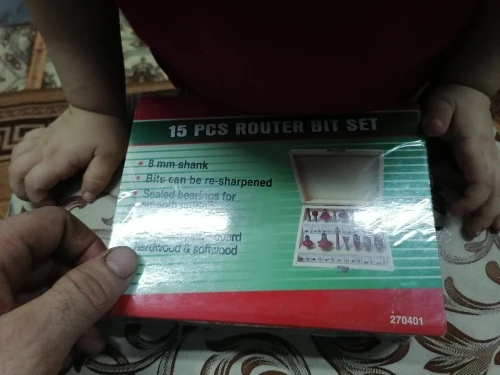 15 PCS ROUTER BIT SET
• 8 mm shank
• Bits can be re-sharpened
• Sealed bearings for
hardwood & softwood
270401